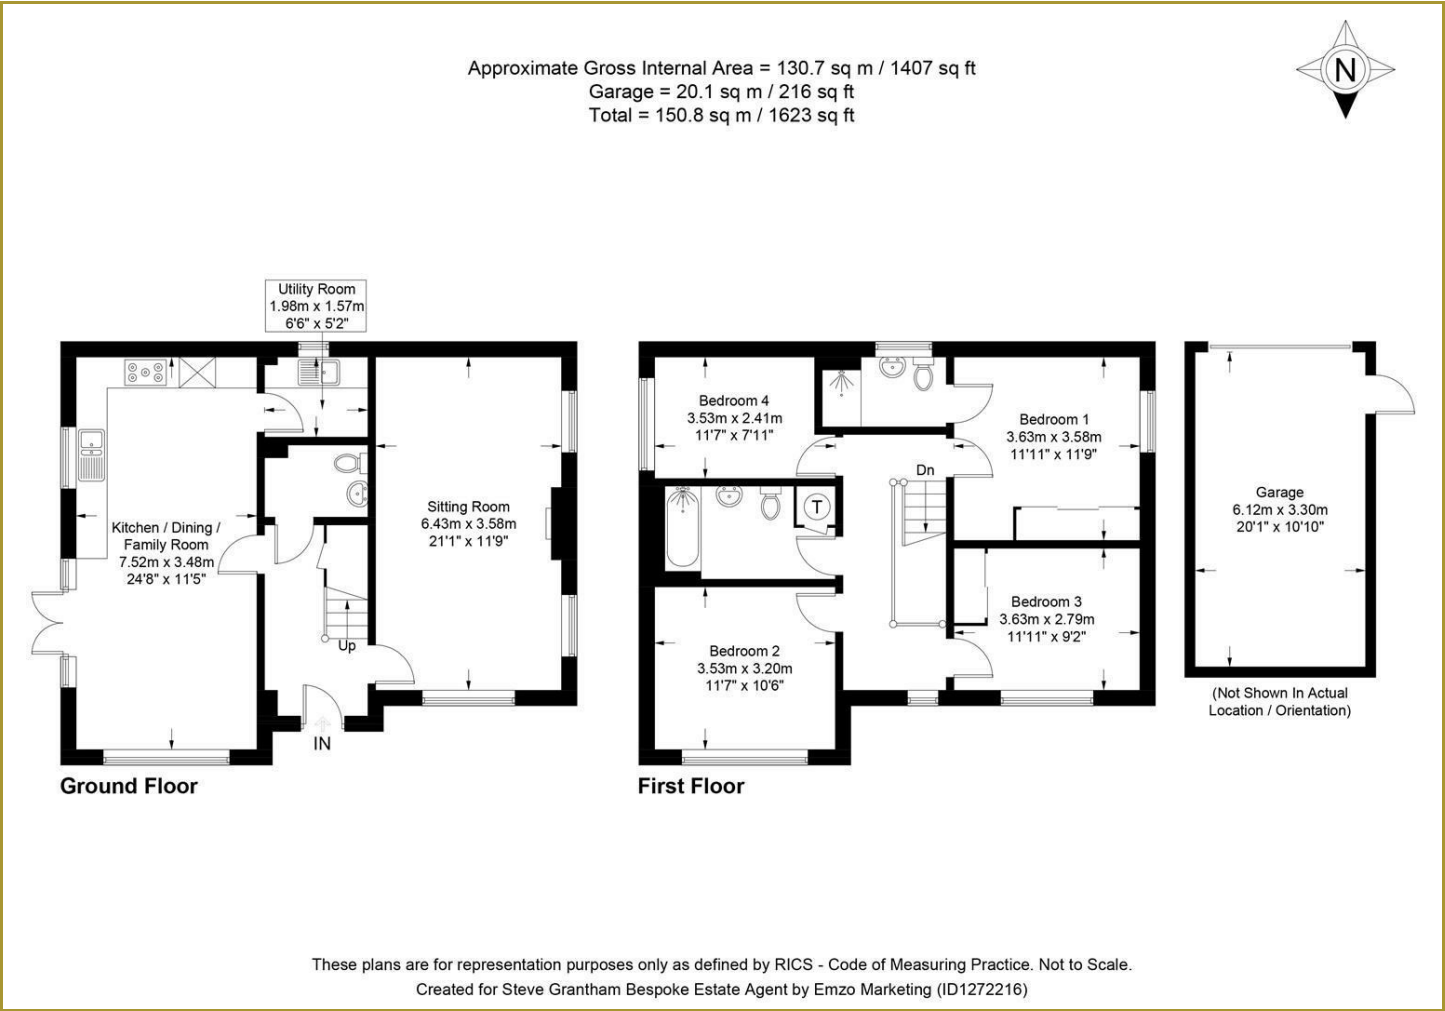 Approximate Gross Internal Area = 130.7 sq m / 1407 sq ft
Garage = 20.1 sq m / 216 sq ft
Total = 150.8 sq m / 1623 sq ft
N
Utility Room
1.98m x 1.57m
6'6" x 5'2"
Kitchen / Dining /
Family Room
7.52m x 3.48m
24'8" x 11'5"
Sitting Room
6.43m x 3.58m
21'1" x 11'9"
Up
IN
Ground Floor
Bedroom 4
3.53m x 2.41m
11'7" x 7'11"
Bedroom 1
3.63m x 3.58m
11'11" x 11'9"
Dn
T
Bedroom 3
3.63m x 2.79m
11'11" x 9'2"
Bedroom 2
3.53m x 3.20m
11'7" x 10'6"
First Floor
Garage
6.12m x 3.30m
20'1" x 10'10"
(Not Shown In Actual
Location / Orientation)
These plans are for representation purposes only as defined by RICS - Code of Measuring Practice. Not to Scale.
Created for Steve Grantham Bespoke Estate Agent by Emzo Marketing (ID1272216)